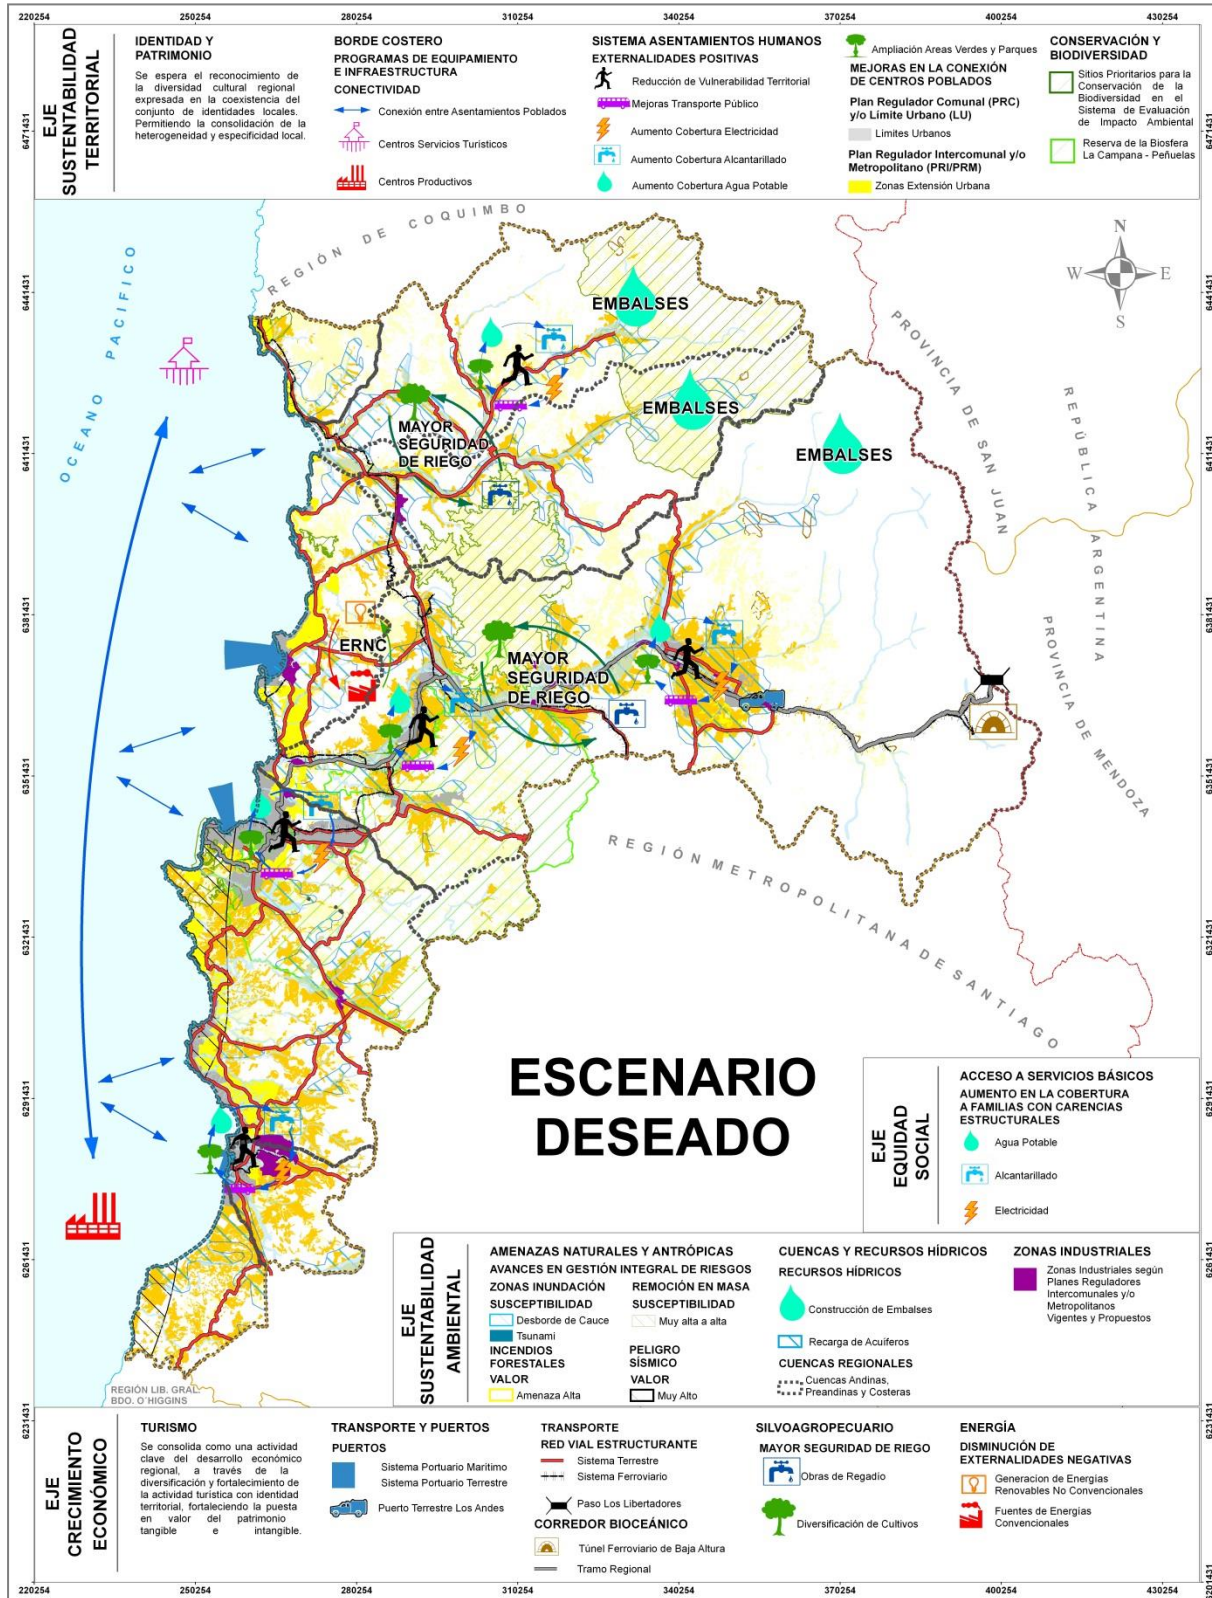 220254 250254 280254 310254 340254 370254 400254 430254
EJE
SUSTENTABILIDAD
TERRITORIAL
IDENTIDAD Y
PATRIMONIO
Se espera el reconocimiento de
la diversidad cultural regional
expresada en la coexistencia del
conjunto de identidades locales.
Permitiendo la consolidación de la
heterogeneidad y especificidad local.
BORDE COSTERO
PROGRAMAS DE EQUIPAMIENTO
E INFRAESTRUCTURA
CONECTIVIDAD
Conexión entre Asentamientos Poblados
Centros Servicios Turísticos
Centros Productivos
SISTEMA ASENTAMIENTOS HUMANOS
EXTERNALIDADES POSITIVAS
Reducción de Vulnerabilidad Territorial
Mejoras Transporte Público
Aumento Cobertura Electricidad
Aumento Cobertura Alcantarillado
Aumento Cobertura Agua Potable
Ampliación Areas Verdes y Parques
MEJORAS EN LA CONEXIÓN
DE CENTROS POBLADOS
Plan Regulador Comunal (PRC)
y/o Límite Urbano (LU)
Limites Urbanos
Plan Regulador Intercomunal y/o
Metropolitano (PRI/PRM)
Zonas Extensión Urbana
CONSERVACIÓN Y
BIODIVERSIDAD
Sitios Prioritarios para la
Conservación de la
Biodiversidad en el
Sistema de Evaluación
de Impacto Ambiental
Reserva de la Biosfera
La Campana - Peñuelas
6471431
6471431
6441431
6441431
6411431
6411431
6381431
6381431
6351431
6351431
6321431
6321431
6291431
6291431
6261431
6261431
6231431
6231431
6201431
OCEANO PACIFICO
REGIÓN DE COQUIMBO
N
W E
S
EMBALSES
EMBALSES
EMBALSES
PROVINCIA DE SAN JUAN
REPÚBLICA ARGENTINA
PROVINCIA DE MENDOZA
MAYOR
SEGURIDAD
DE RIEGO
ERNC
MAYOR
SEGURIDAD
DE RIEGO
REGIÓN METROPOLITANA DE SANTIAGO
ESCENARIO
DESEADO
REGIÓN LIB. GRAL.
BDO. O´HIGGINS
EJE
EQUIDAD
SOCIAL
ACCESO A SERVICIOS BÁSICOS
AUMENTO EN LA COBERTURA
A FAMILIAS CON CARENCIAS
ESTRUCTURALES
Agua Potable
Alcantarillado
Electricidad
EJE
SUSTENTABILIDAD
AMBIENTAL
AMENAZAS NATURALES Y ANTRÓPICAS
AVANCES EN GESTIÓN INTEGRAL DE RIESGOS
ZONAS INUNDACIÓN
SUSCEPTIBILIDAD
Desborde de Cauce
Tsunami
INCENDIOS
FORESTALES
VALOR
Amenaza Alta
REMOCIÓN EN MASA
SUSCEPTIBILIDAD
Muy alta a alta
PELIGRO
SÍSMICO
VALOR
Muy Alto
CUENCAS Y RECURSOS HÍDRICOS
RECURSOS HÍDRICOS
Construcción de Embalses
Recarga de Acuíferos
CUENCAS REGIONALES
Cuencas Andinas,
Preandinas y Costeras
ZONAS INDUSTRIALES
Zonas Industriales según
Planes Reguladores
Intercomunales y/o
Metropolitanos
Vigentes y Propuestos
EJE
CRECIMIENTO
ECONÓMICO
TURISMO
Se consolida como una actividad
clave del desarrollo económico
regional, a través de la
diversificación y fortalecimiento de
la actividad turística con identidad
territorial, fortaleciendo la puesta
en valor del patrimonio
tangible e intangible.
TRANSPORTE Y PUERTOS
PUERTOS
Sistema Portuario Maritimo
Sistema Portuario Terrestre
Puerto Terrestre Los Andes
TRANSPORTE
RED VIAL ESTRUCTURANTE
Sistema Terrestre
Sistema Ferroviario
Paso Los Libertadores
CORREDOR BIOCEÁNICO
Túnel Ferroviario de Baja Altura
Tramo Regional
SILVOAGROPECUARIO
MAYOR SEGURIDAD DE RIEGO
Obras de Regadio
Diversificación de Cultivos
ENERGÍA
DISMINUCIÓN DE
EXTERNALIDADES NEGATIVAS
Generacion de Energías
Renovables No Convencionales
Fuentes de Energías
Convencionales
220254 250254 280254 310254 340254 370254 400254 430254